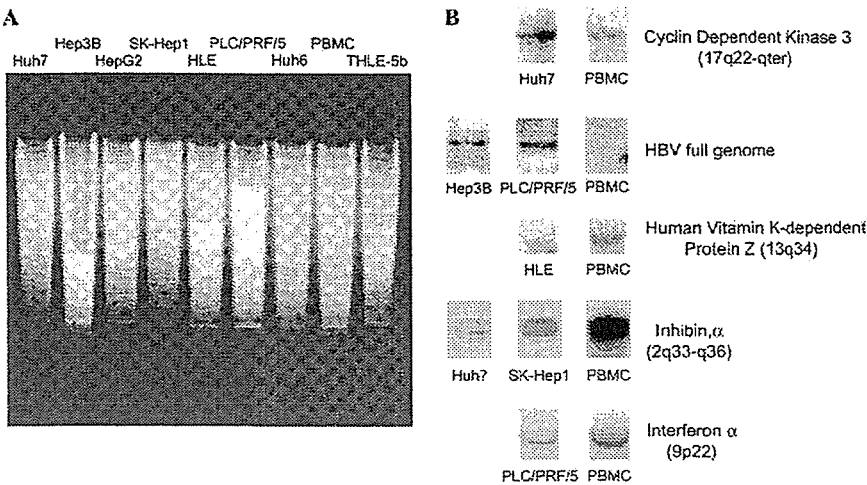 A
Hep3B SK-Hep1 PLC/PRF/5 PBMC
Huh7 HepG2 HLE Huh6 THLE-5b
B
Cyclin Dependent Kinase 3
(17q22-qter)
Huh7 PBMC
HBV full genome
Hep3B PLC/PRF/5 PBMC
Human Vitamin K-dependent
Protein Z (13q34)
HLE PBMC
Inhibin,α
(2q33-q36)
Huh7 SK-Hep1 PBMC
Interferon α
(9p22)
PLC/PRF/5 PBMC